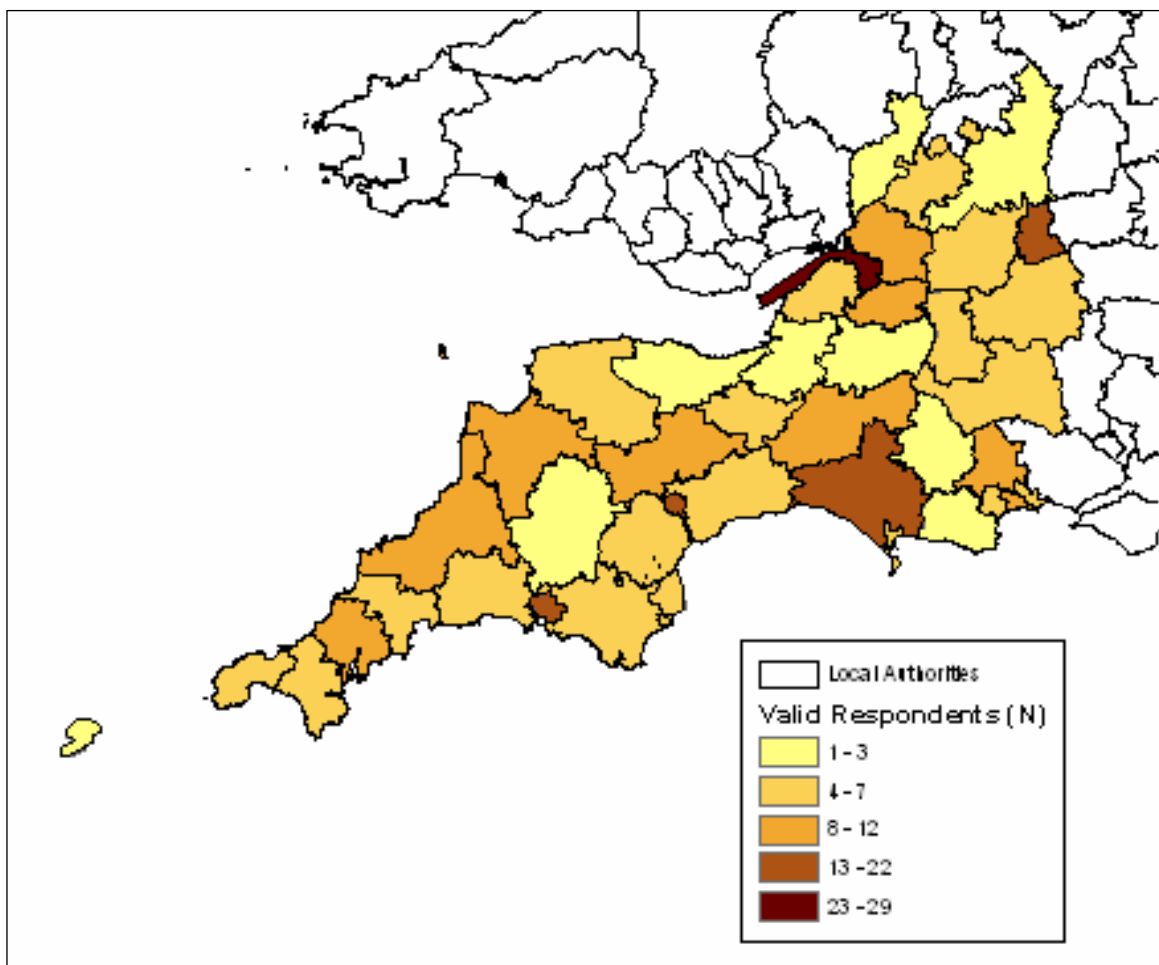 Local Authorities
Valid Respondents (N)
1 - 3
4 - 7
8 - 12
13 - 22
23 - 29